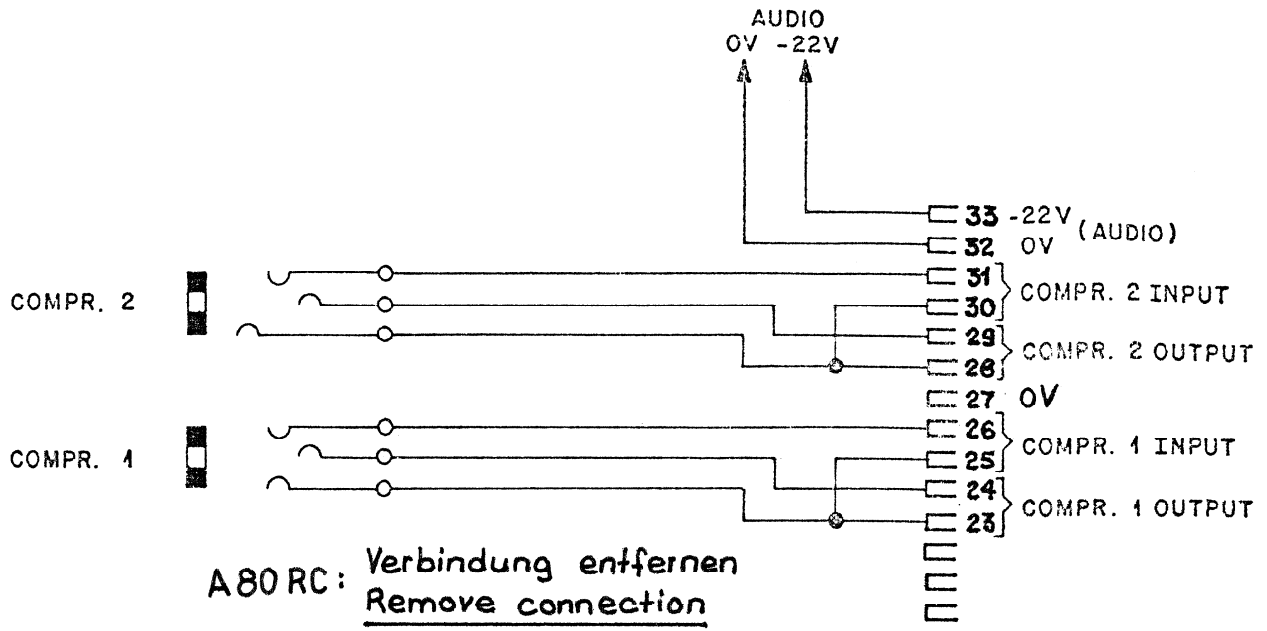 AUDIO
0V -22V
33 -22V
(AUDIO)
32 0V
31
COMPR. 2 INPUT
30
COMPR. 2
29
COMPR. 2 OUTPUT
28
27 0V
26
COMPR. 1 INPUT
25
COMPR. 1
24
COMPR. 1 OUTPUT
23
A80 RC: Verbindung entfernen
Remove connection